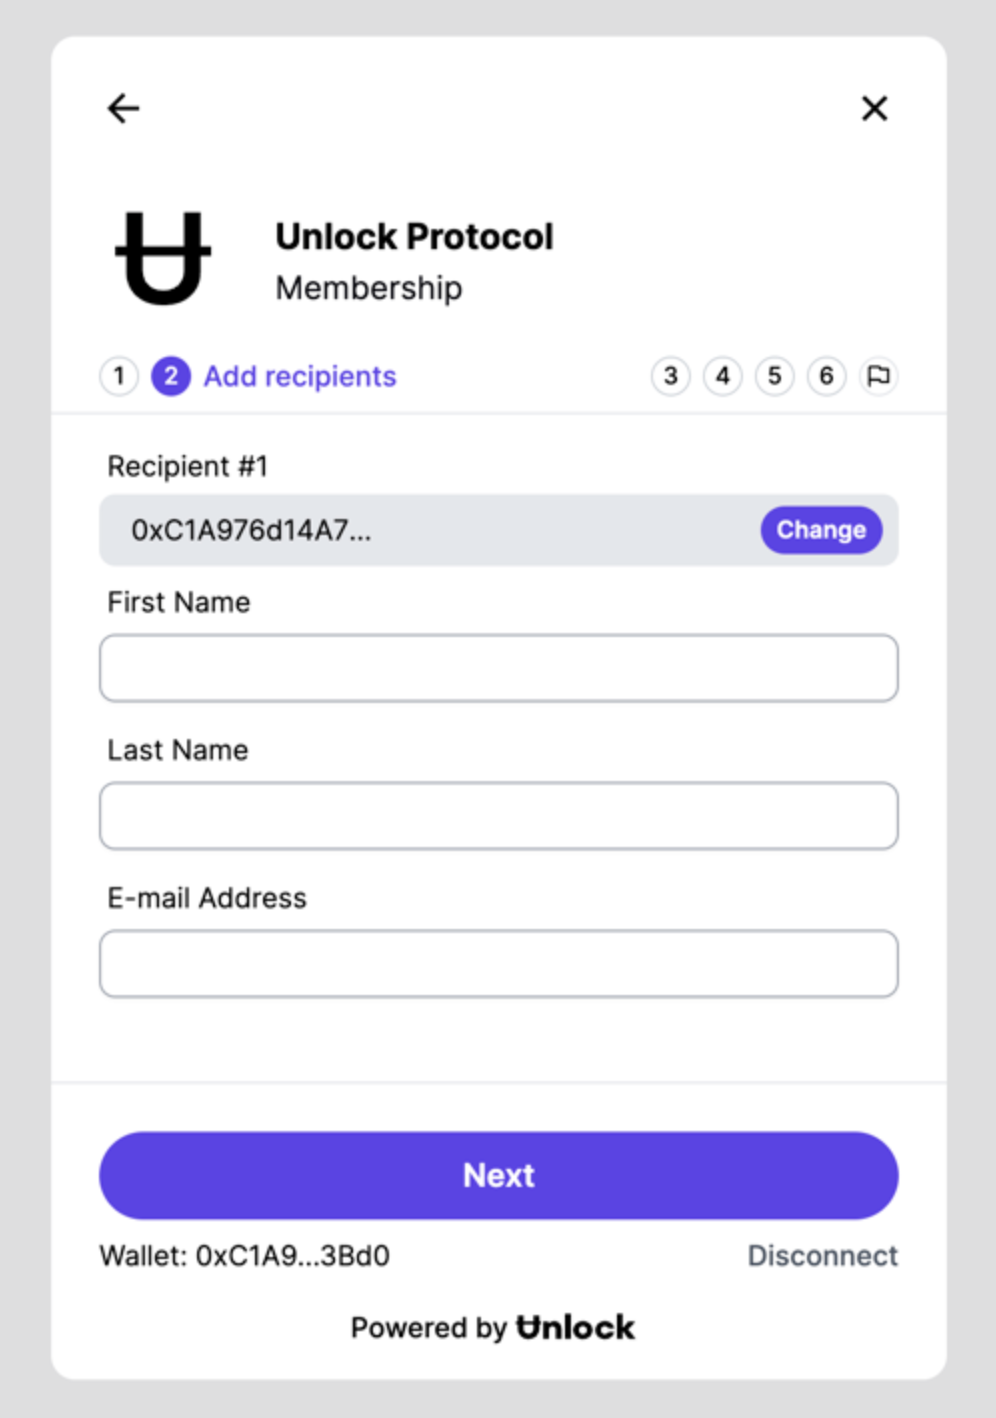 Unlock Protocol
Membership
1 2 Add recipients 3 4 5 6
Recipient #1
0xC1A976d14A7... Change
First Name
Last Name
E-mail Address
Next
Wallet: 0xC1A9...3Bd0 Disconnect
Powered by Unlock